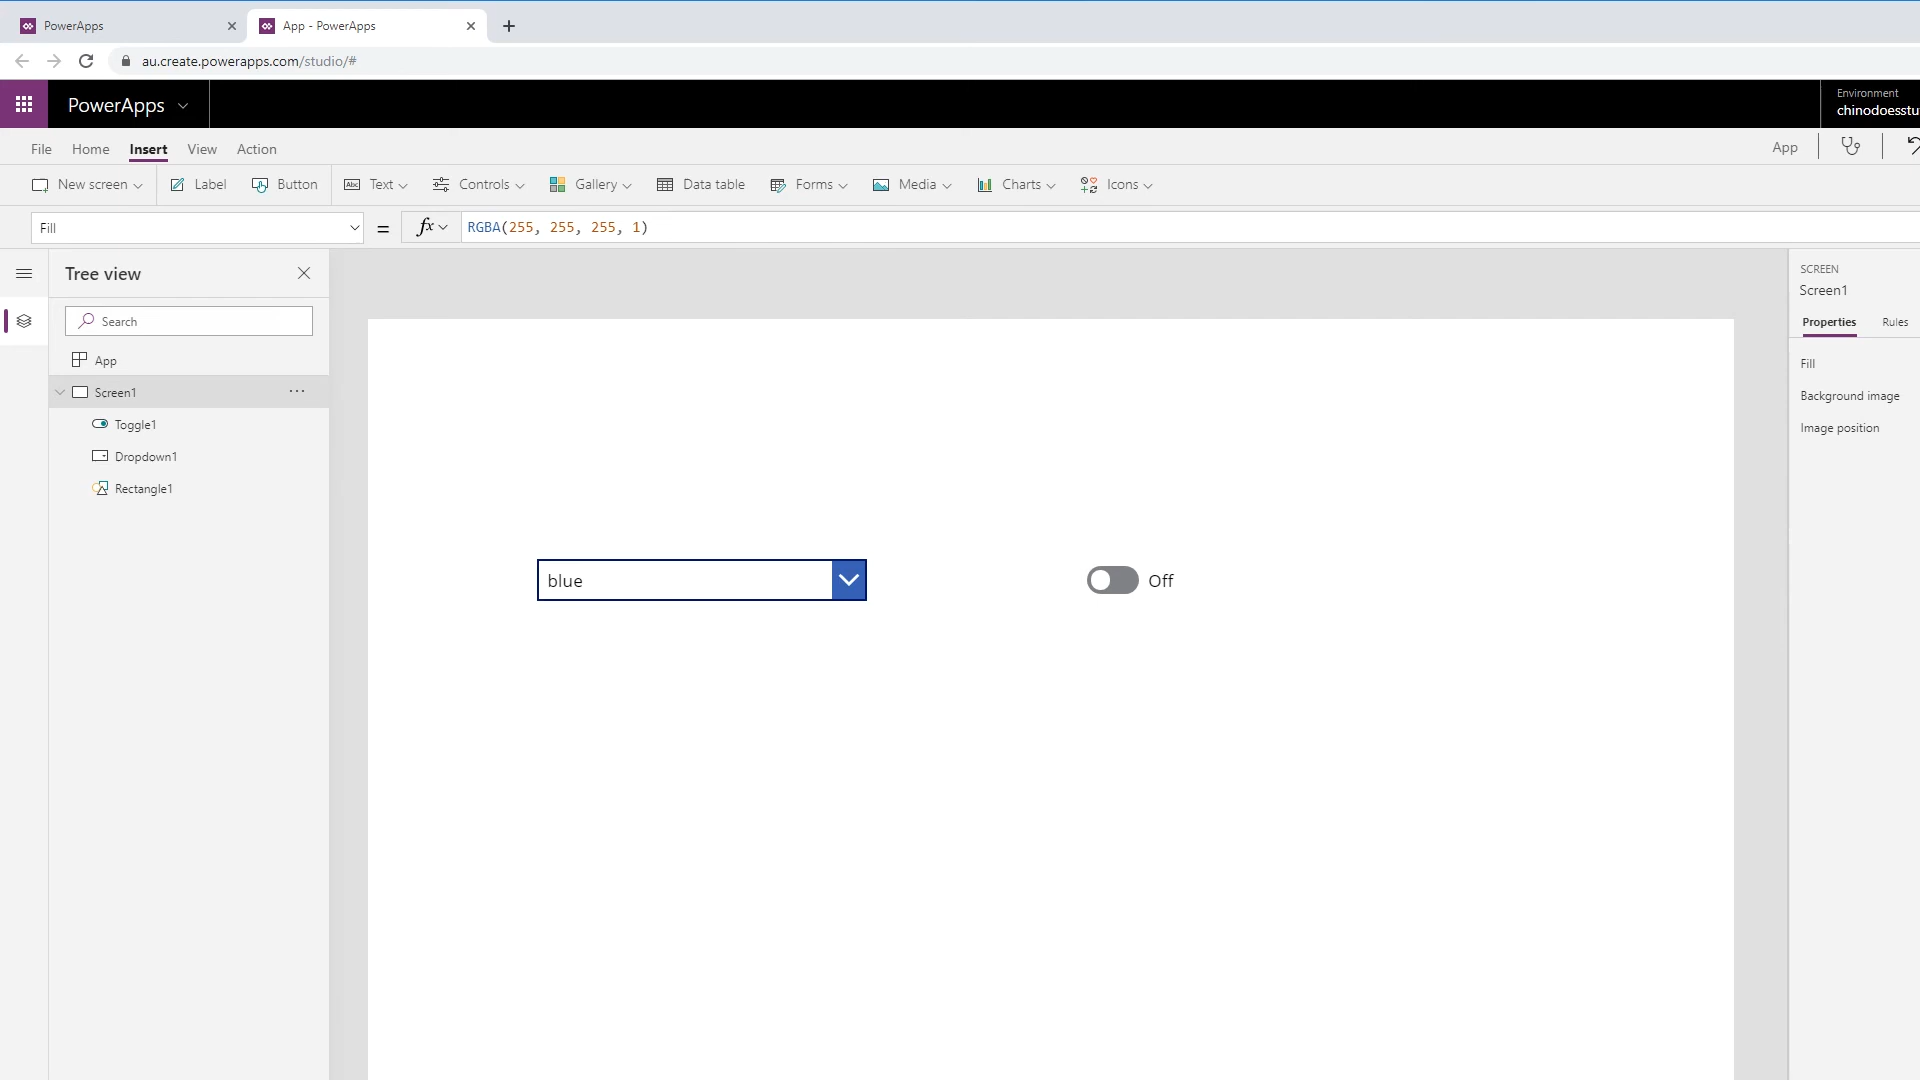 PowerApps
App - PowerApps
au.create.powerapps.com/studio/#
PowerApps
Environment
chinodoesstu
File Home Insert View Action
App
New screen Label Button Text Controls Gallery Data table Forms Media Charts Icons
Fill = fx RGBA(255, 255, 255, 1)
Tree view
Search
App
Screen1
Toggle1
Dropdown1
Rectangle1
blue
Off
SCREEN
Screen1
Properties Rules
Fill
Background image
Image position